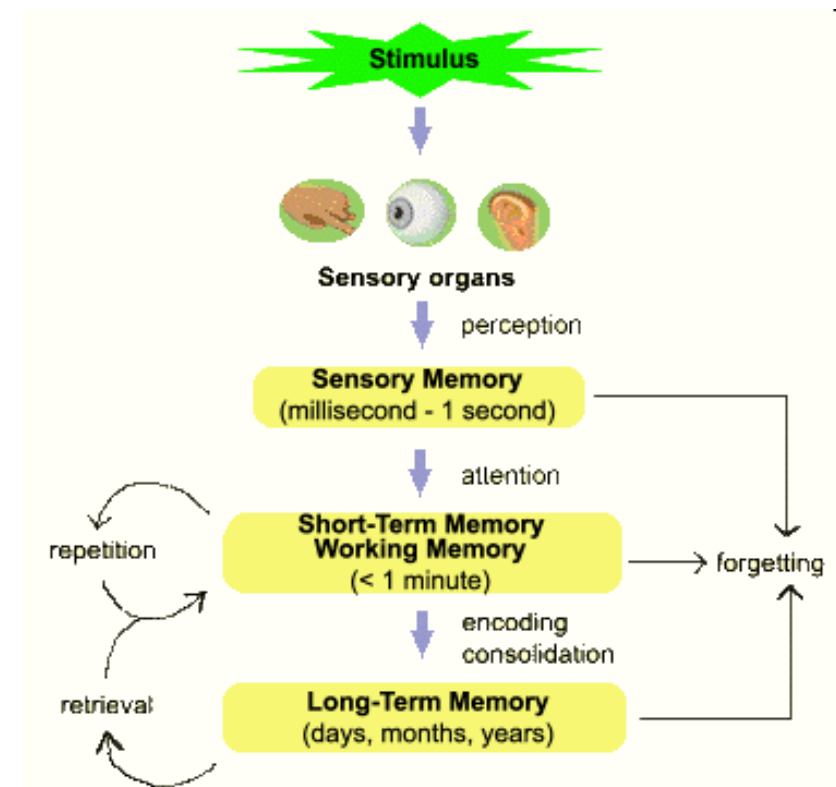 Stimulus
Sensory organs
perception
Sensory Memory
(millisecond - 1 second)
attention
Short-Term Memory
Working Memory
(< 1 minute)
repetition
forgetting
encoding
consolidation
retrieval
Long-Term Memory
(days, months, years)